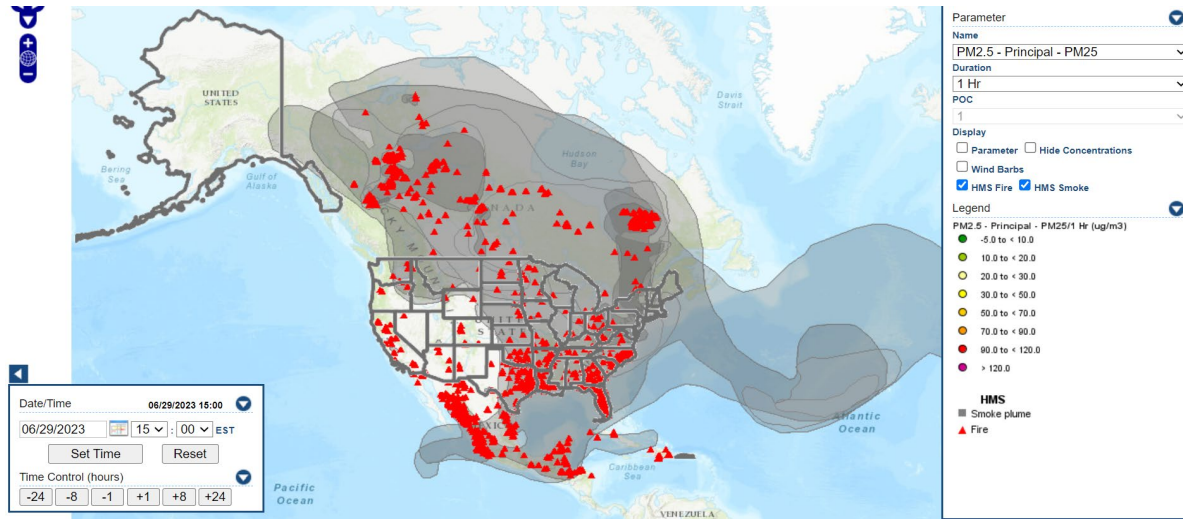 UNITED
STATES
Bering
Sea
Gulf of
Alaska
Davis
Strait
Hudson
Bay
Atlantic
Ocean
Caribbean
Sea
Pacific
Ocean
VENEZUELA
Date/Time 06/29/2023 15:00
06/29/2023 15 : 00 EST
Set Time Reset
Time Control (hours)
-24 -8 -1 +1 +8 +24
Parameter
Name
PM2.5 - Principal - PM25
Duration
1 Hr
POC
1
Display
Parameter Hide Concentrations
Wind Barbs
HMS Fire HMS Smoke
Legend
PM2.5 - Principal - PM25/1 Hr (ug/m3)
-5.0 to < 10.0
10.0 to < 20.0
20.0 to < 30.0
30.0 to < 50.0
50.0 to < 70.0
70.0 to < 90.0
90.0 to < 120.0
> 120.0
HMS
Smoke plume
Fire